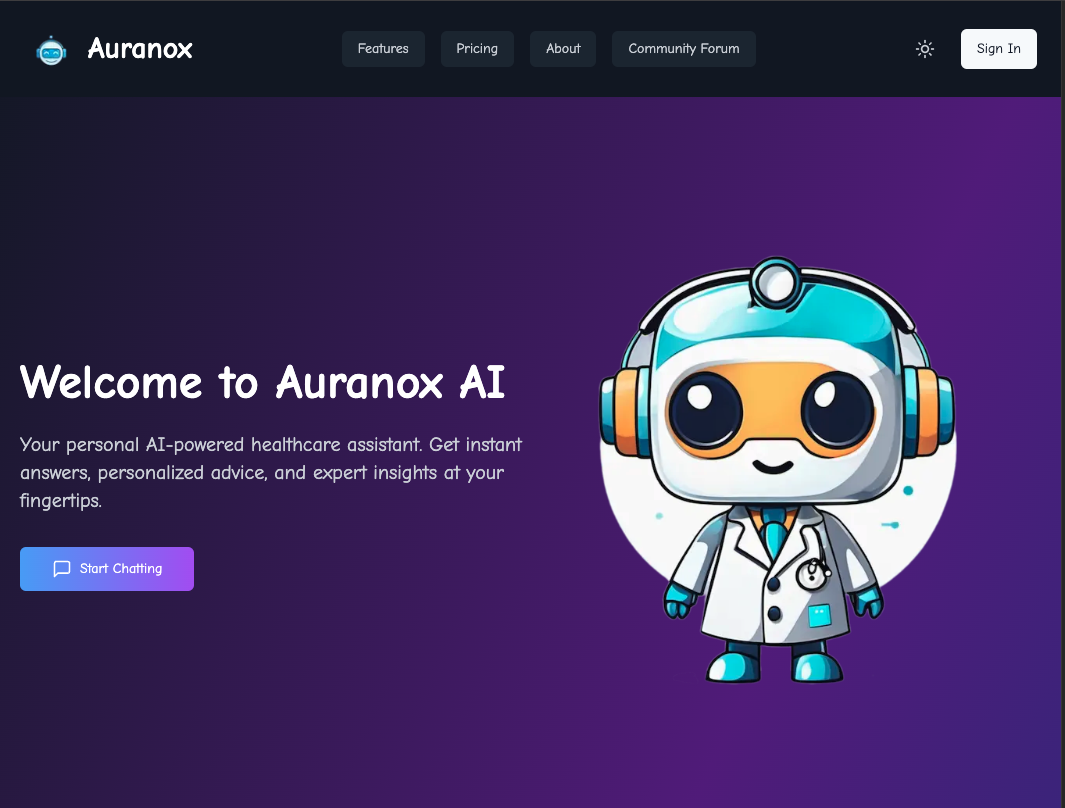 Auranox
Features
Pricing
About
Community Forum
Sign In
Welcome to Auranox AI
Your personal AI-powered healthcare assistant. Get instant
answers, personalized advice, and expert insights at your
fingertips.
Start Chatting